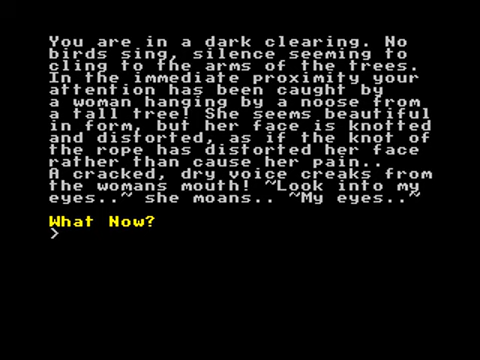 You are in a dark clearing. No
birds sing, silence seeming to
cling to the arms of the trees.
In the immediate proximity your
attention has been caught by
a woman hanging by a noose from
a tall tree! She seems beautiful
in form, but her face is knotted
and distorted, as if the knot of
the rope has distorted her face
rather than cause her pain..
A cracked, dry voice creaks from
the womans mouth! ~Look into my
eyes..~ she moans.. ~My eyes..~
What Now?
>